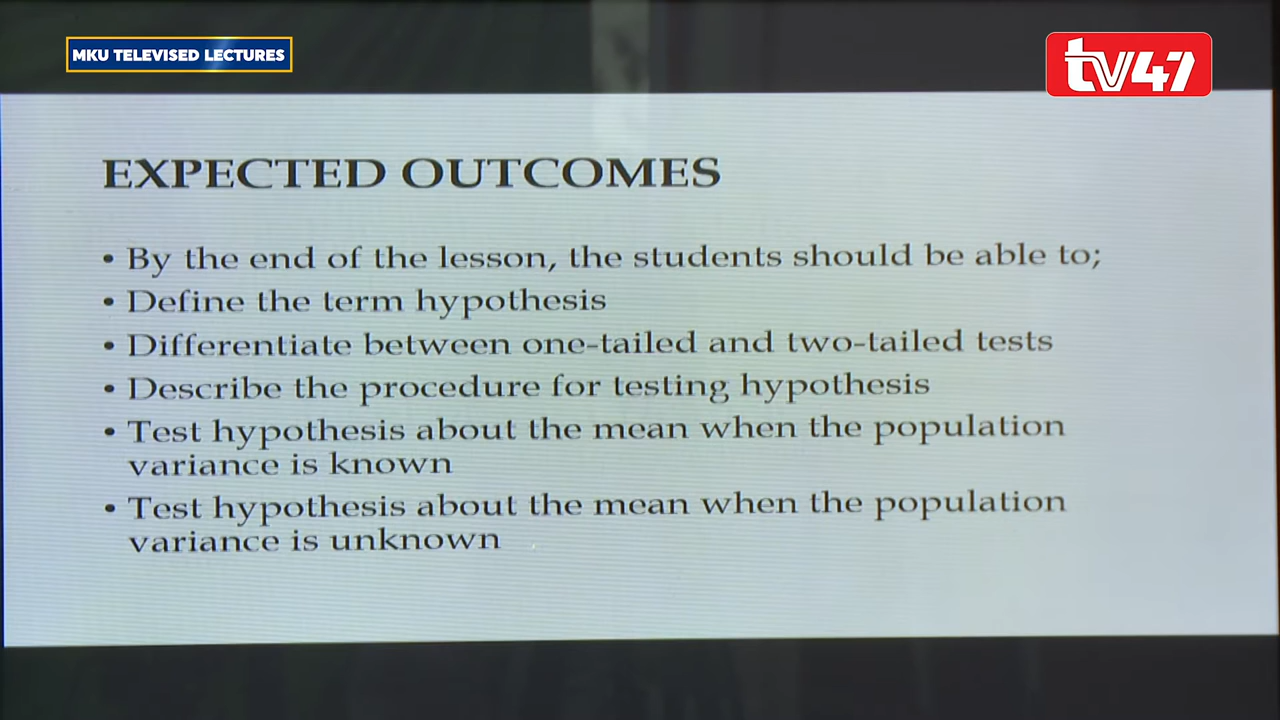 MKU TELEVISED LECTURES
tv47
EXPECTED OUTCOMES
• By the end of the lesson, the students should be able to;
• Define the term hypothesis
• Differentiate between one-tailed and two-tailed tests
• Describe the procedure for testing hypothesis
• Test hypothesis about the mean when the population
variance is known
• Test hypothesis about the mean when the population
variance is unknown